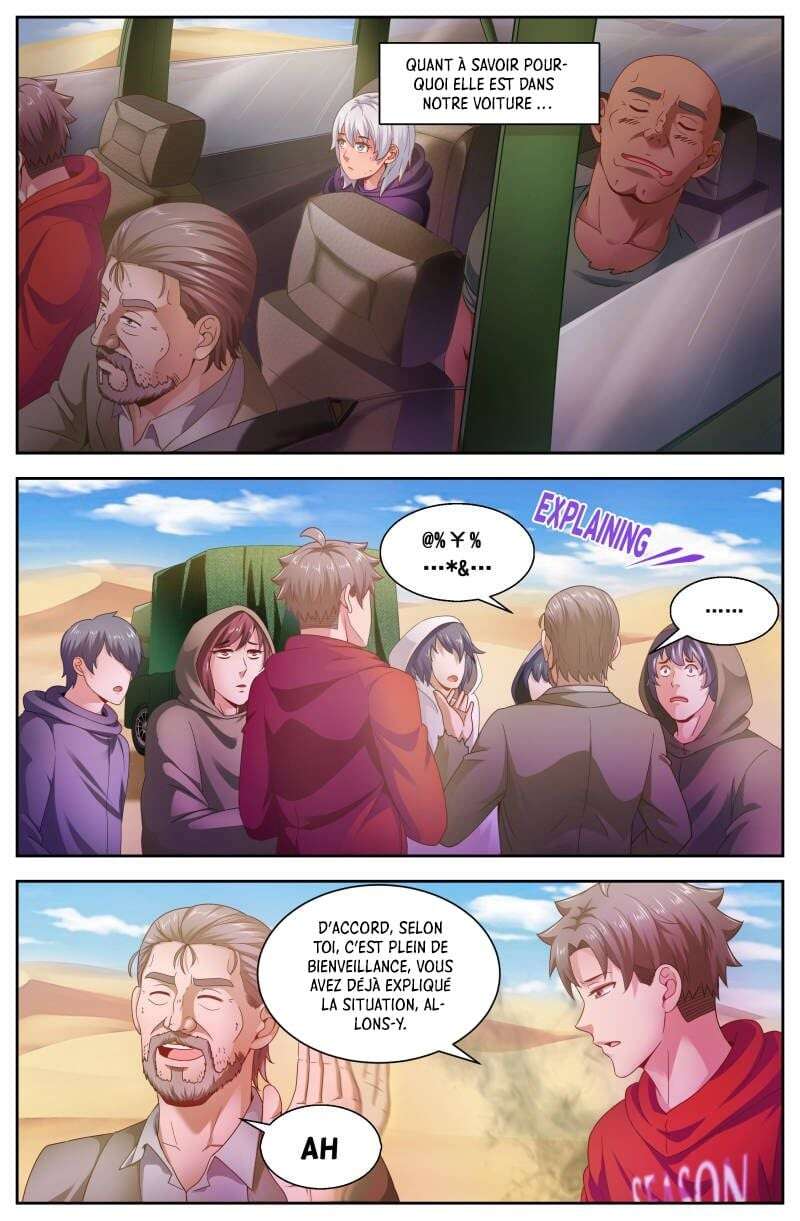 QUANT À SAVOIR POUR-
QUOI ELLE EST DANS
NOTRE VOITURE ...
EXPLAINING
@%¥%
...*&...
......
D'ACCORD, SELON
TOI, C'EST PLEIN DE
BIENVEILLANCE, VOUS
AVEZ DÉJÀ EXPLIQUÉ
LA SITUATION, AL-
LONS-Y.
AH
SEASON